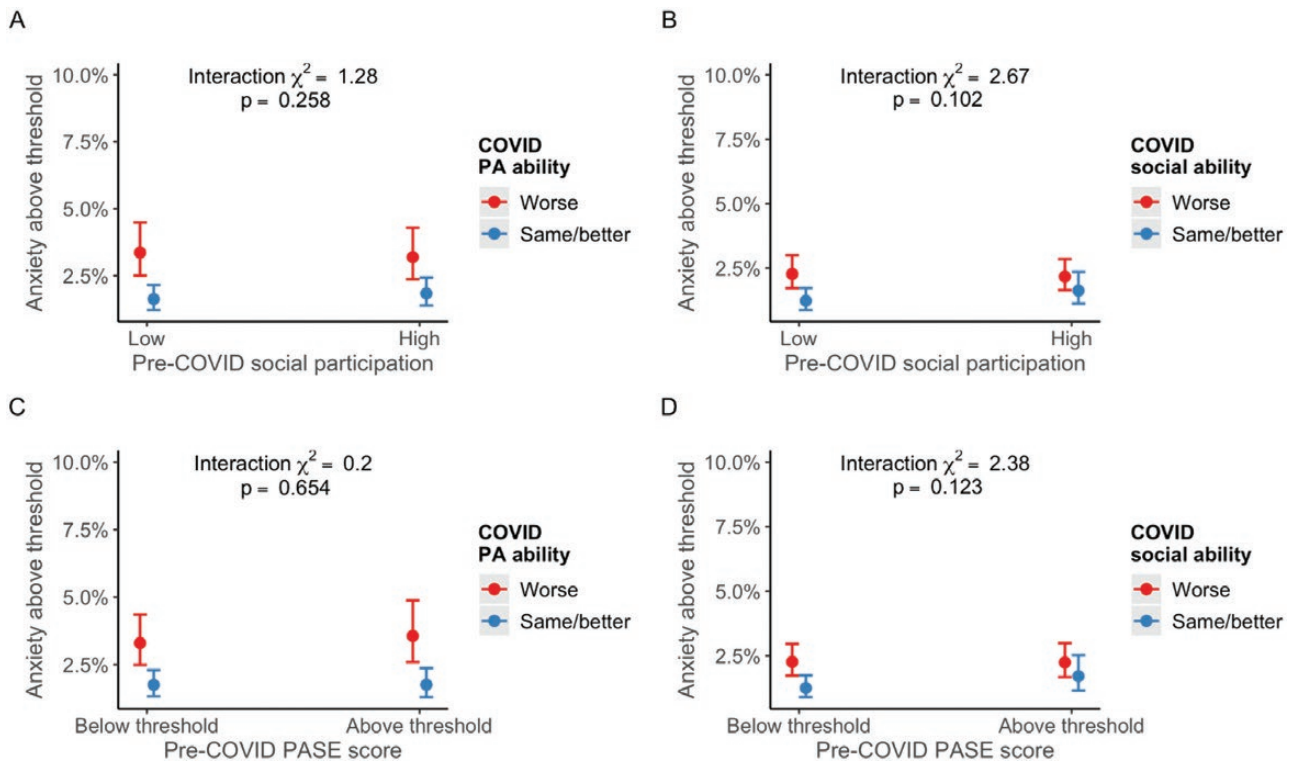 A
Interaction χ² = 1.28
p = 0.258
10.0%
7.5%
5.0%
2.5%
Anxiety above threshold
Low
High
Pre-COVID social participation
COVID
PA ability
Worse
Same/better
B
Interaction χ² = 2.67
p = 0.102
10.0%
7.5%
5.0%
2.5%
Anxiety above threshold
Low
High
Pre-COVID social participation
COVID
social ability
Worse
Same/better
C
Interaction χ² = 0.2
p = 0.654
10.0%
7.5%
5.0%
2.5%
Anxiety above threshold
Below threshold
Above threshold
Pre-COVID PASE score
COVID
PA ability
Worse
Same/better
D
Interaction χ² = 2.38
p = 0.123
10.0%
7.5%
5.0%
2.5%
Anxiety above threshold
Below threshold
Above threshold
Pre-COVID PASE score
COVID
social ability
Worse
Same/better